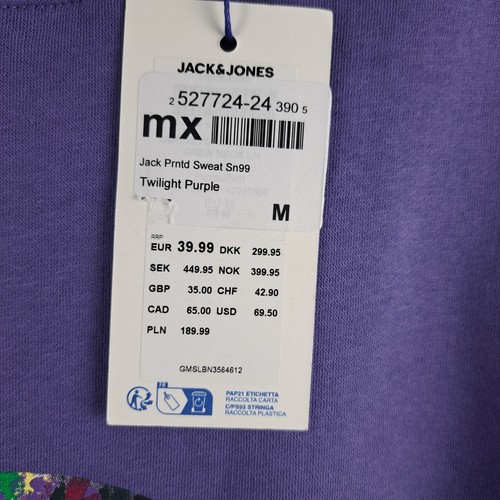 JACK&JONES
2 527724-24 390 5
mx
Jack Prntd Sweat Sn99
Twilight Purple
M
RRP
EUR 39.99 DKK 299.95
SEK 449.95 NOK 399.95
GBP 35.00 CHF 42.90
CAD 65.00 USD 69.50
PLN 189.99
GMSLBN3564612
FR
PAP21 ETICHETTA
RACCOLTA CARTA
C/PS93 STRINGA
RACCOLTA PLASTICA